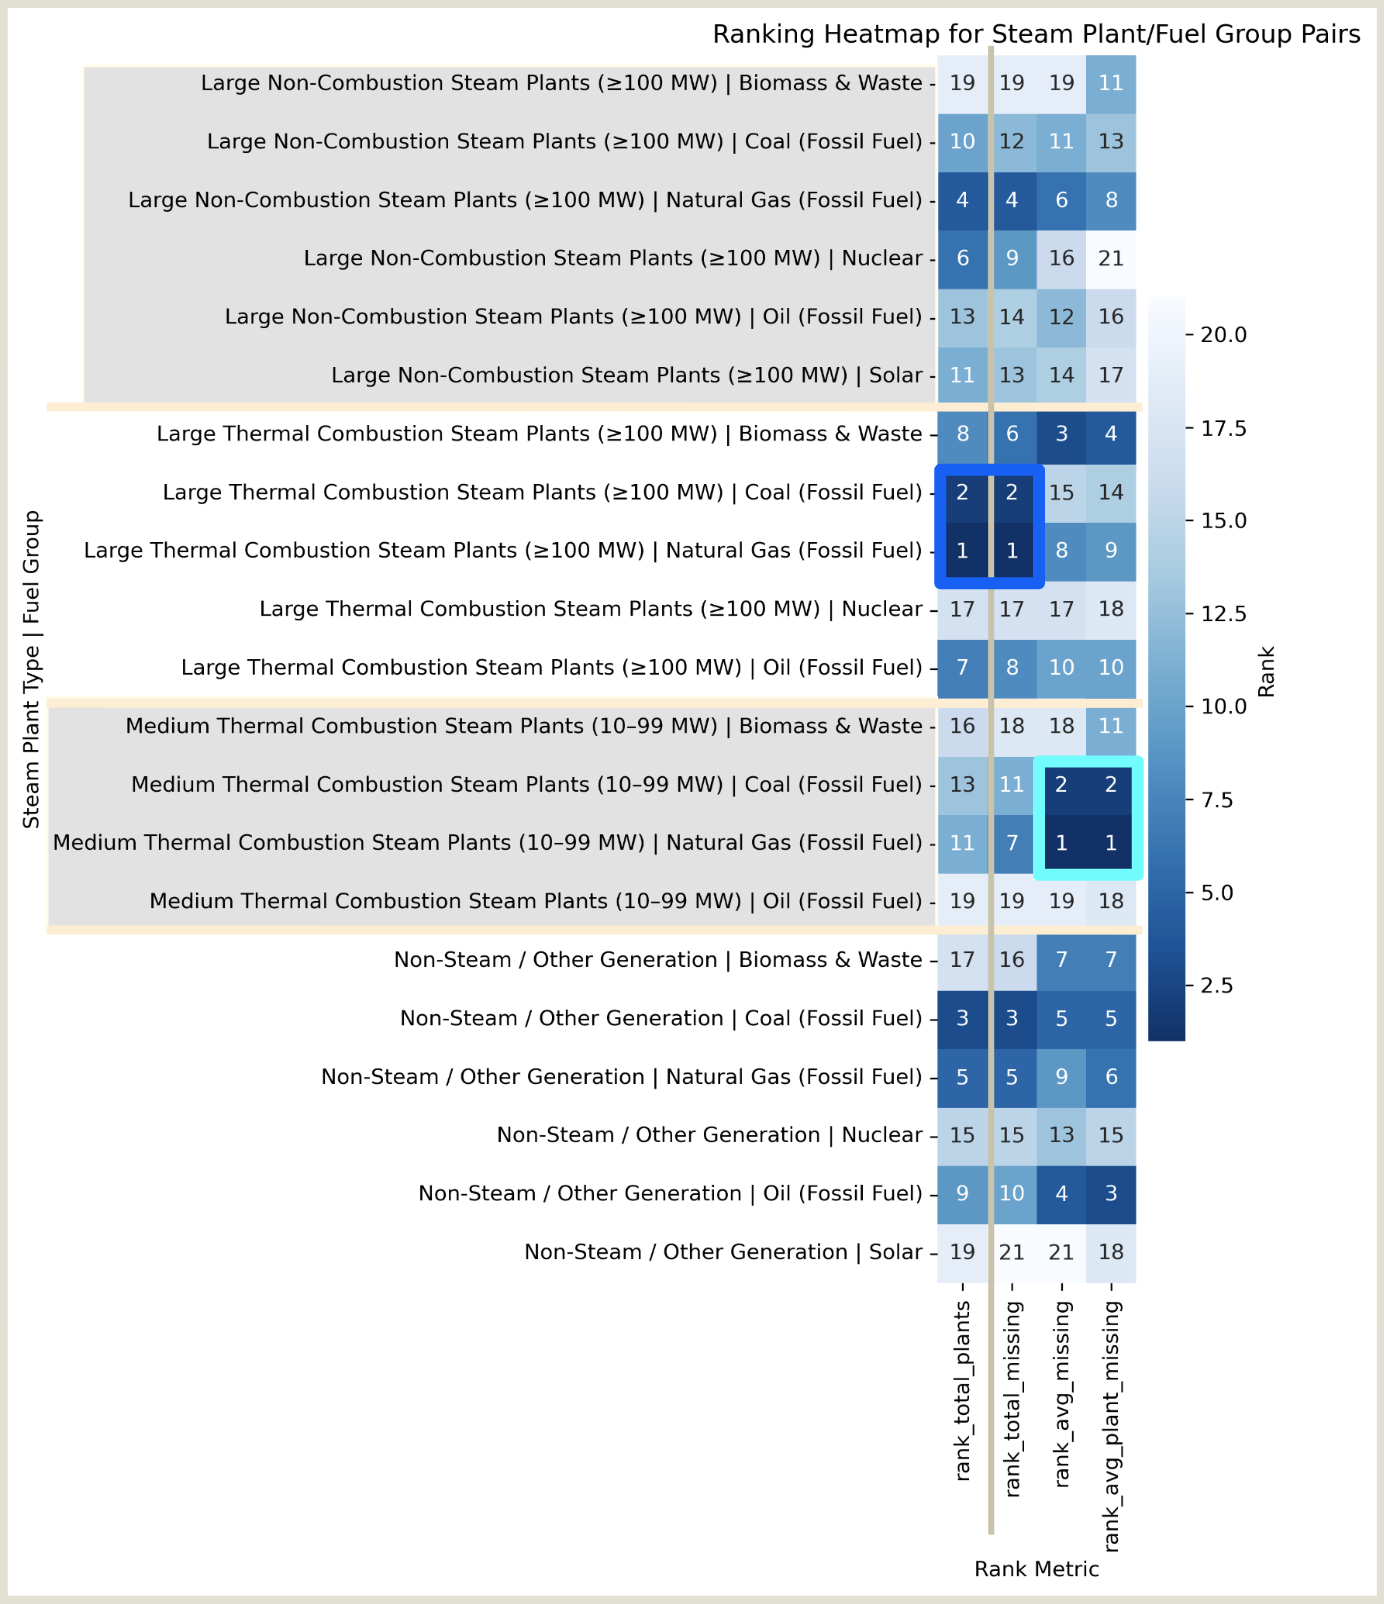 Ranking Heatmap for Steam Plant/Fuel Group Pairs
Large Non-Combustion Steam Plants (≥100 MW) | Biomass & Waste 19 19 19 11
Large Non-Combustion Steam Plants (≥100 MW) | Coal (Fossil Fuel) 10 12 11 13
Large Non-Combustion Steam Plants (≥100 MW) | Natural Gas (Fossil Fuel) 4 4 6 8
Large Non-Combustion Steam Plants (≥100 MW) | Nuclear 6 9 16 21
Large Non-Combustion Steam Plants (≥100 MW) | Oil (Fossil Fuel) 13 14 12 16
Large Non-Combustion Steam Plants (≥100 MW) | Solar 11 13 14 17
Large Thermal Combustion Steam Plants (≥100 MW) | Biomass & Waste 8 6 3 4
Large Thermal Combustion Steam Plants (≥100 MW) | Coal (Fossil Fuel) 2 2 15 14
Large Thermal Combustion Steam Plants (≥100 MW) | Natural Gas (Fossil Fuel) 1 1 8 9
Large Thermal Combustion Steam Plants (≥100 MW) | Nuclear 17 17 17 18
Large Thermal Combustion Steam Plants (≥100 MW) | Oil (Fossil Fuel) 7 8 10 10
Medium Thermal Combustion Steam Plants (10–99 MW) | Biomass & Waste 16 18 18 11
Medium Thermal Combustion Steam Plants (10–99 MW) | Coal (Fossil Fuel) 13 11 2 2
Medium Thermal Combustion Steam Plants (10–99 MW) | Natural Gas (Fossil Fuel) 11 7 1 1
Medium Thermal Combustion Steam Plants (10–99 MW) | Oil (Fossil Fuel) 19 19 19 18
Non-Steam / Other Generation | Biomass & Waste 17 16 7 7
Non-Steam / Other Generation | Coal (Fossil Fuel) 3 3 5 5
Non-Steam / Other Generation | Natural Gas (Fossil Fuel) 5 5 9 6
Non-Steam / Other Generation | Nuclear 15 15 13 15
Non-Steam / Other Generation | Oil (Fossil Fuel) 9 10 4 3
Non-Steam / Other Generation | Solar 19 21 21 18
Steam Plant Type | Fuel Group
rank_total_plants
rank_total_missing
rank_avg_missing
rank_avg_plant_missing
Rank Metric
20.0
17.5
15.0
12.5
10.0
7.5
5.0
2.5
Rank